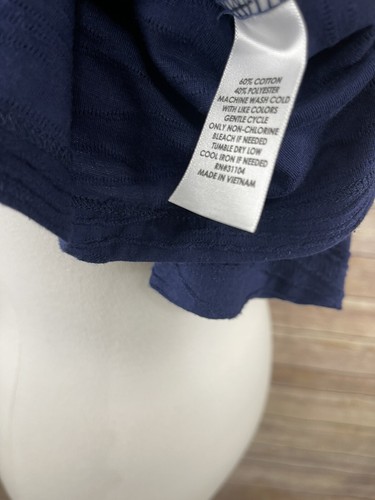 60% COTTON
40% POLYESTER
MACHINE WASH COLD
WITH LIKE COLORS
GENTLE CYCLE
ONLY NON-CHLORINE
BLEACH IF NEEDED
TUMBLE DRY LOW
COOL IRON IF NEEDED
RN#31104
MADE IN VIETNAM